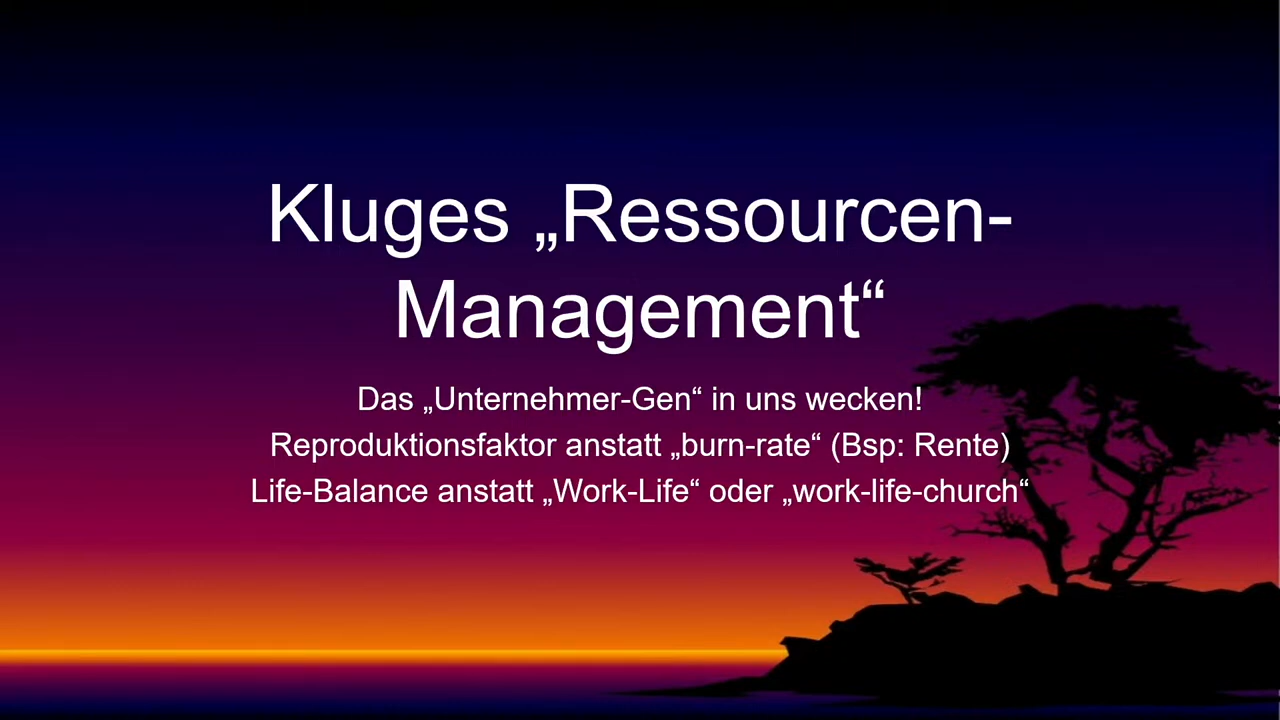 Kluges „Ressourcen-
Management“
Das „Unternehmer-Gen“ in uns wecken!
Reproduktionsfaktor anstatt „burn-rate“ (Bsp: Rente)
Life-Balance anstatt „Work-Life“ oder „work-life-church“